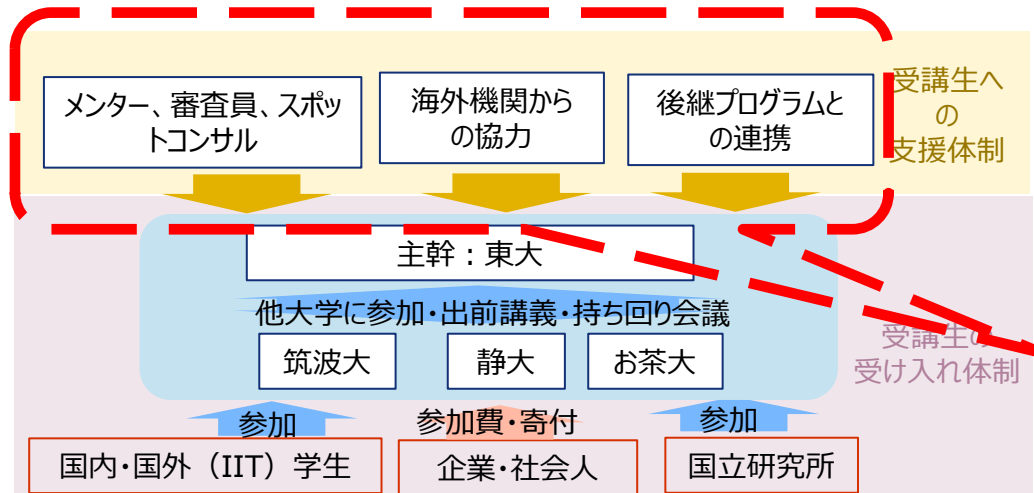 メンター、審査員、スポッ
トコンサル
海外機関から
の協力
後継プログラムと
の連携
受講生へ
の
支援体制
主幹：東大
他大学に参加・出前講義・持ち回り会議
筑波大
静大
お茶大
受講生の
受け入れ体制
参加
参加費・寄付
参加
国内・国外（IIT）学生
企業・社会人
国立研究所